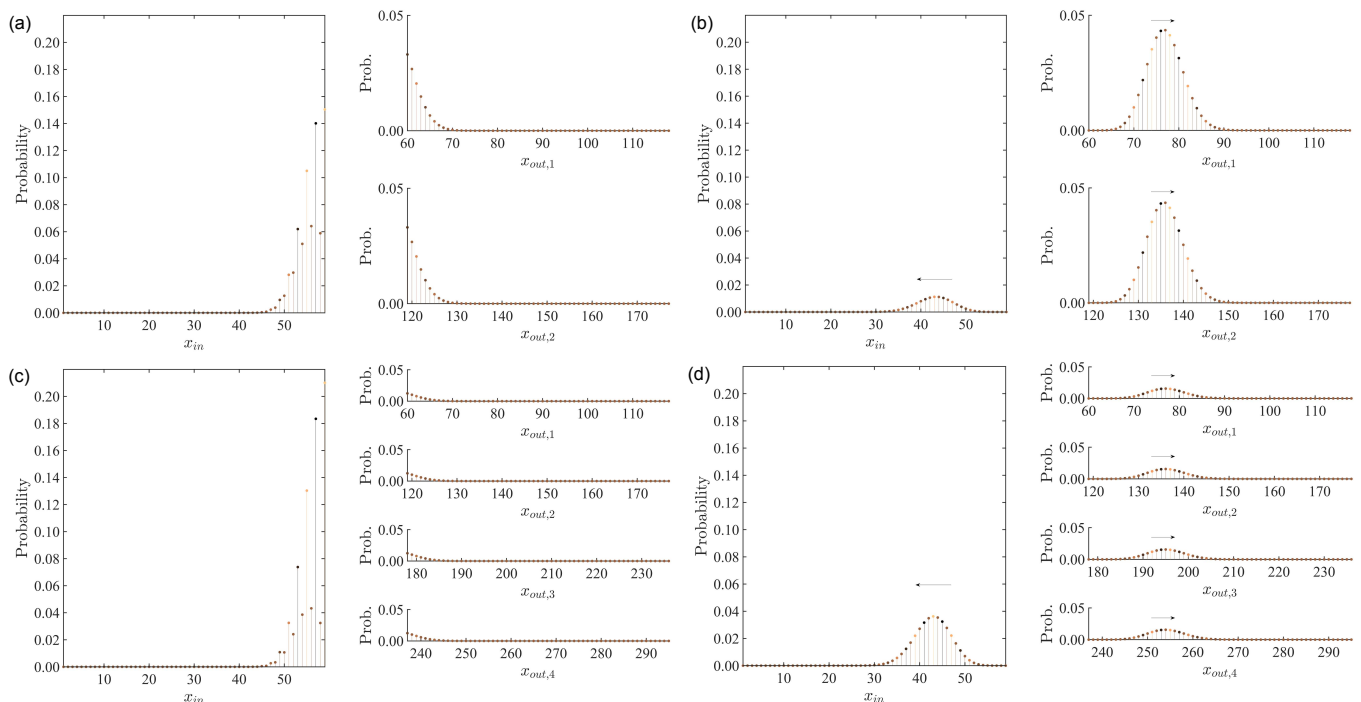 (a)
0.20
0.18
0.16
0.14
0.12
0.10
0.08
0.06
0.04
0.02
0.00
Probability
10 20 30 40 50
x_in
0.05
0.00
Prob.
60 70 80 90 100 110
x_out,1
0.05
0.00
Prob.
120 130 140 150 160 170
x_out,2
(b)
0.20
0.18
0.16
0.14
0.12
0.10
0.08
0.06
0.04
0.02
0.00
Probability
10 20 30 40 50
x_in
0.05
0.00
Prob.
60 70 80 90 100 110
x_out,1
0.05
0.00
Prob.
120 130 140 150 160 170
x_out,2
(c)
0.20
0.18
0.16
0.14
0.12
0.10
0.08
0.06
0.04
0.02
0.00
Probability
10 20 30 40 50
x_in
0.05
0.00
Prob.
60 70 80 90 100 110
x_out,1
0.05
0.00
Prob.
120 130 140 150 160 170
x_out,2
0.05
0.00
Prob.
180 190 200 210 220 230
x_out,3
0.05
0.00
Prob.
240 250 260 270 280 290
x_out,4
(d)
0.20
0.18
0.16
0.14
0.12
0.10
0.08
0.06
0.04
0.02
0.00
Probability
10 20 30 40 50
x_in
0.05
0.00
Prob.
60 70 80 90 100 110
x_out,1
0.05
0.00
Prob.
120 130 140 150 160 170
x_out,2
0.05
0.00
Prob.
180 190 200 210 220 230
x_out,3
0.05
0.00
Prob.
240 250 260 270 280 290
x_out,4